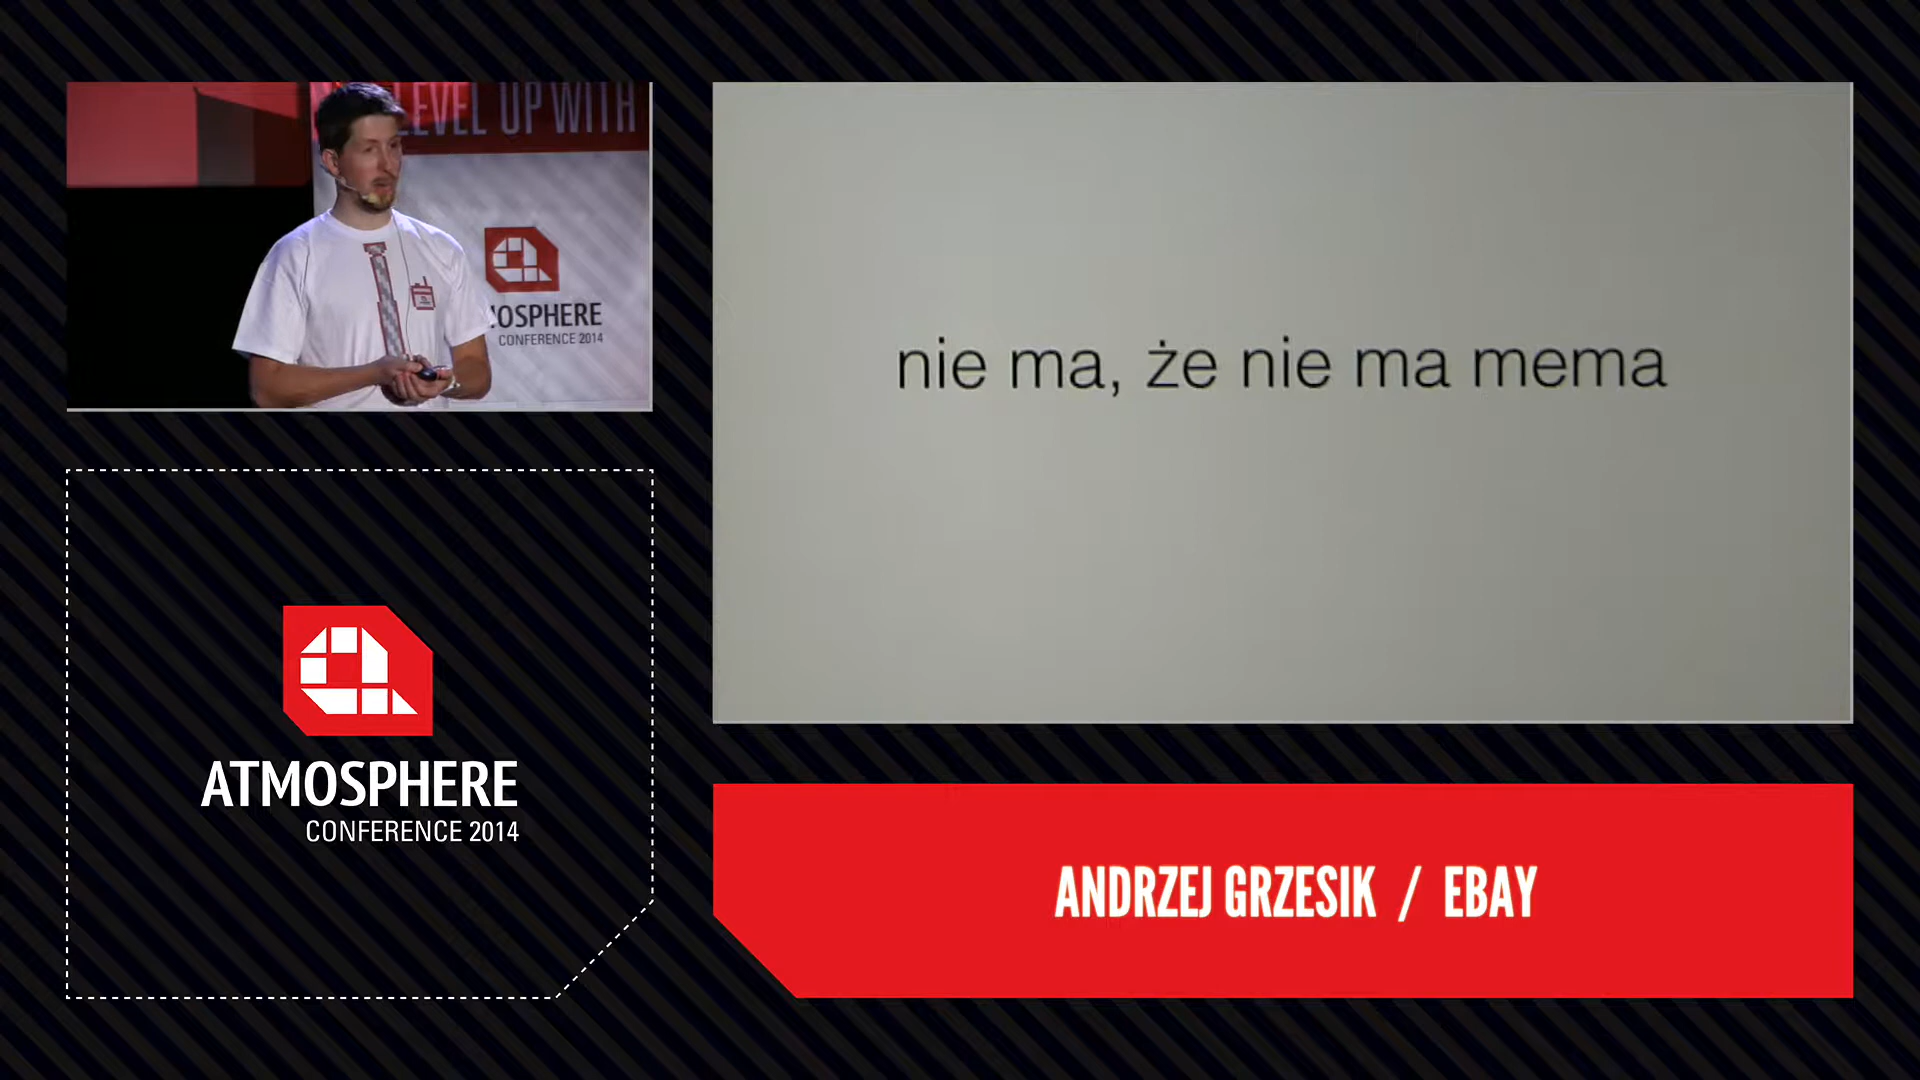 LEVEL UP WITH
OSPHERE
CONFERENCE 2014
nie ma, że nie ma mema
ATMOSPHERE
CONFERENCE 2014
ANDRZEJ GRZESIK / EBAY